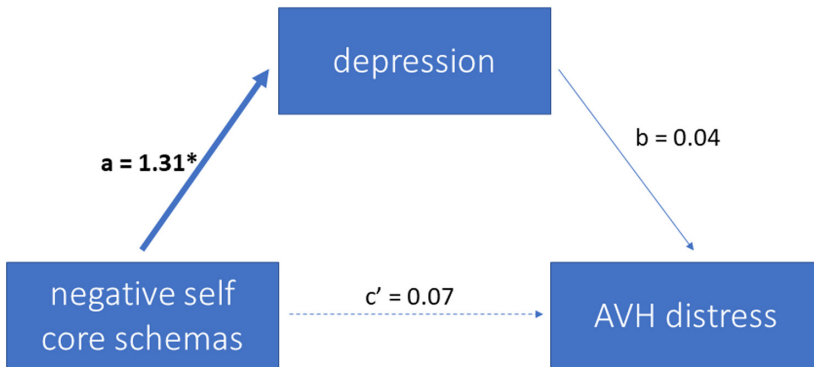 depression
a = 1.31*
b = 0.04
negative self
core schemas
c’ = 0.07
AVH distress